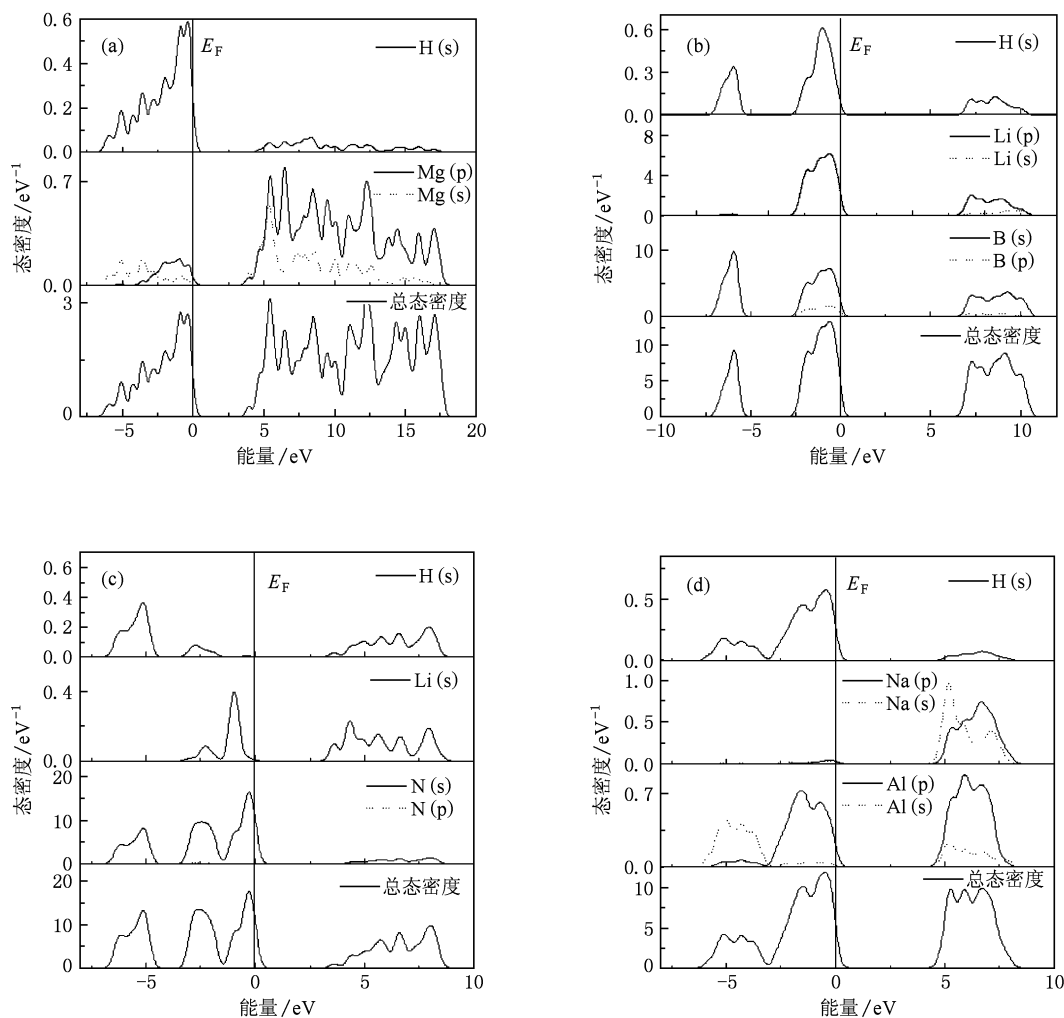 (a)
E_F
H (s)
0.6
0.4
0.2
0.0
Mg (p)
Mg (s)
0.7
0.0
总态密度
3
0
态密度/eV⁻¹
-5 0 5 10 15 20
能量/eV
(b)
E_F
H (s)
0.6
0.3
0.0
Li (p)
Li (s)
8
4
0
B (s)
B (p)
10
0
总态密度
10
5
0
态密度/eV⁻¹
-10 -5 0 5 10
能量/eV
(c)
E_F
H (s)
0.6
0.4
0.2
0.0
Li (s)
0.4
0.0
N (s)
N (p)
20
10
0
总态密度
20
10
0
态密度/eV⁻¹
-5 0 5 10
能量/eV
(d)
E_F
H (s)
0.5
0.0
Na (p)
Na (s)
1.0
0.5
0.0
Al (p)
Al (s)
0.7
0.0
总态密度
10
5
0
态密度/eV⁻¹
-5 0 5 10
能量/eV